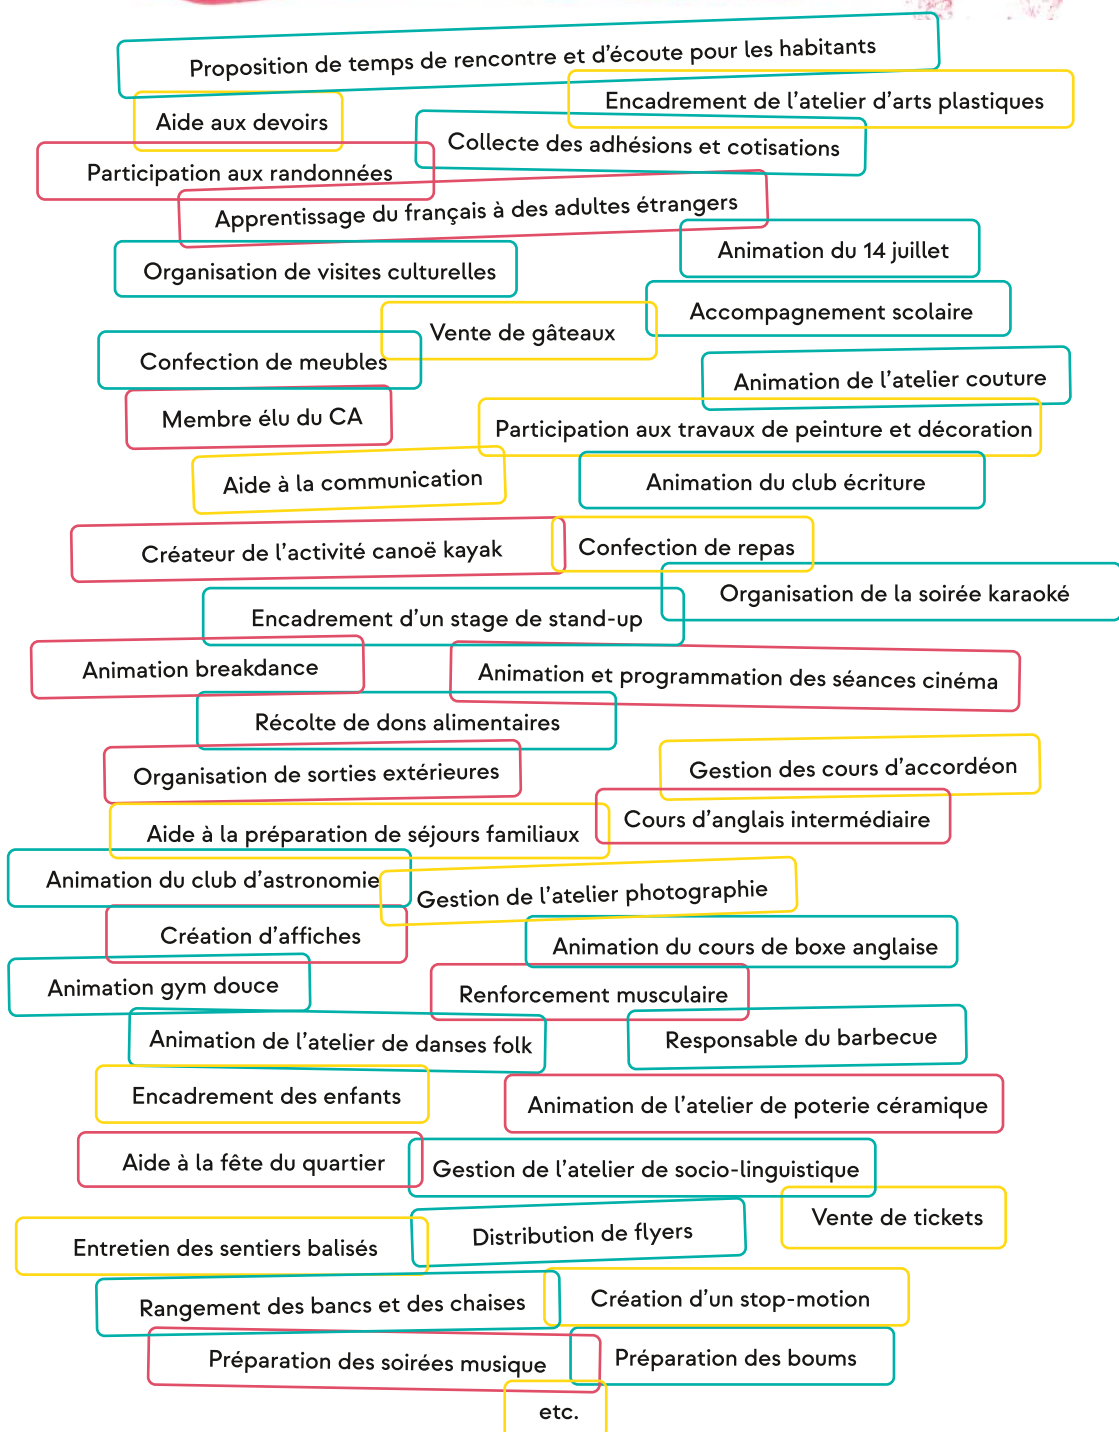 Proposition de temps de rencontre et d'écoute pour les habitants
Encadrement de l'atelier d'arts plastiques
Aide aux devoirs
Collecte des adhésions et cotisations
Participation aux randonnées
Apprentissage du français à des adultes étrangers
Animation du 14 juillet
Organisation de visites culturelles
Accompagnement scolaire
Vente de gâteaux
Confection de meubles
Animation de l'atelier couture
Membre élu du CA
Participation aux travaux de peinture et décoration
Aide à la communication
Animation du club écriture
Créateur de l'activité canoë kayak
Confection de repas
Organisation de la soirée karaoké
Encadrement d'un stage de stand-up
Animation breakdance
Animation et programmation des séances cinéma
Récolte de dons alimentaires
Organisation de sorties extérieures
Gestion des cours d'accordéon
Cours d'anglais intermédiaire
Aide à la préparation de séjours familiaux
Animation du club d'astronomie
Gestion de l'atelier photographie
Création d'affiches
Animation du cours de boxe anglaise
Animation gym douce
Renforcement musculaire
Animation de l'atelier de danses folk
Responsable du barbecue
Encadrement des enfants
Animation de l'atelier de poterie céramique
Aide à la fête du quartier
Gestion de l'atelier de socio-linguistique
Vente de tickets
Distribution de flyers
Entretien des sentiers balisés
Création d'un stop-motion
Rangement des bancs et des chaises
Préparation des soirées musique
Préparation des boums
etc.